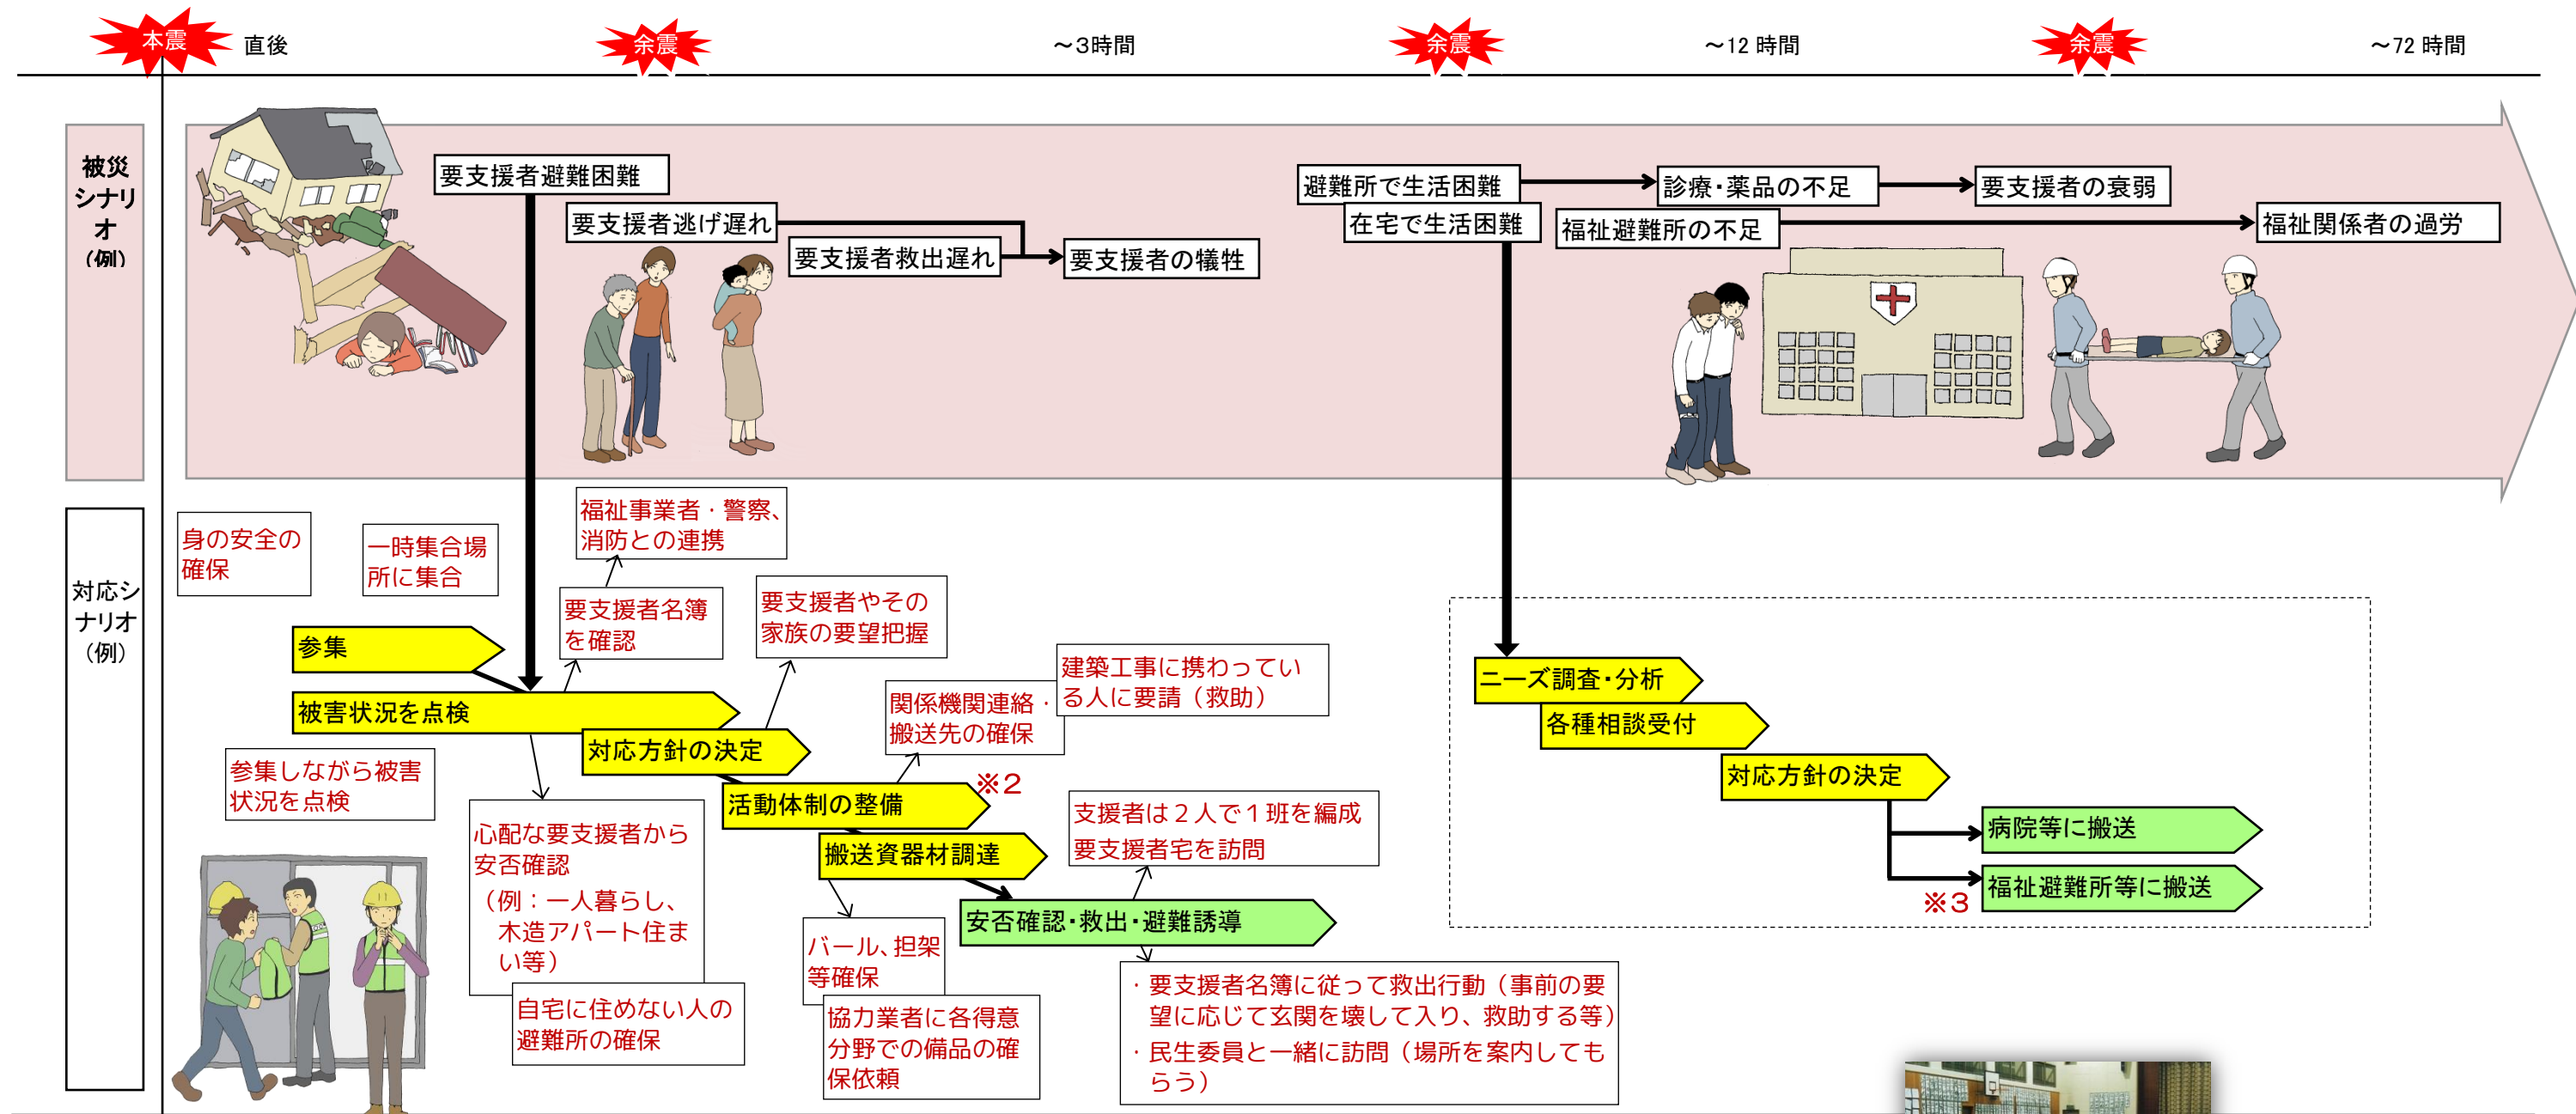 本震
直後
余震
～3時間
余震
～12 時間
余震
～72 時間
被災
シナリ
オ
（例）
要支援者避難困難
要支援者逃げ遅れ
要支援者救出遅れ
要支援者の犠牲
避難所で生活困難
在宅で生活困難
診療・薬品の不足
福祉避難所の不足
要支援者の衰弱
福祉関係者の過労
対応シ
ナリオ
（例）
身の安全の
確保
一時集合場
所に集合
福祉事業者・警察、
消防との連携
要支援者名簿
を確認
要支援者やその
家族の要望把握
参集
被害状況を点検
参集しながら被害
状況を点検
対応方針の決定
関係機関連絡・
搬送先の確保
建築工事に携わってい
る人に要請（救助）
活動体制の整備
※2
搬送資器材調達
心配な要支援者から
安否確認
（例：一人暮らし、
木造アパート住ま
い等）
自宅に住めない人の
避難所の確保
支援者は２人で１班を編成
要支援者宅を訪問
安否確認・救出・避難誘導
バール、担架
等確保
協力業者に各得意
分野での備品の確
保依頼
・要支援者名簿に従って救出行動（事前の要
望に応じて玄関を壊して入り、救助する等）
・民生委員と一緒に訪問（場所を案内しても
らう）
ニーズ調査・分析
各種相談受付
対応方針の決定
病院等に搬送
福祉避難所等に搬送
※3